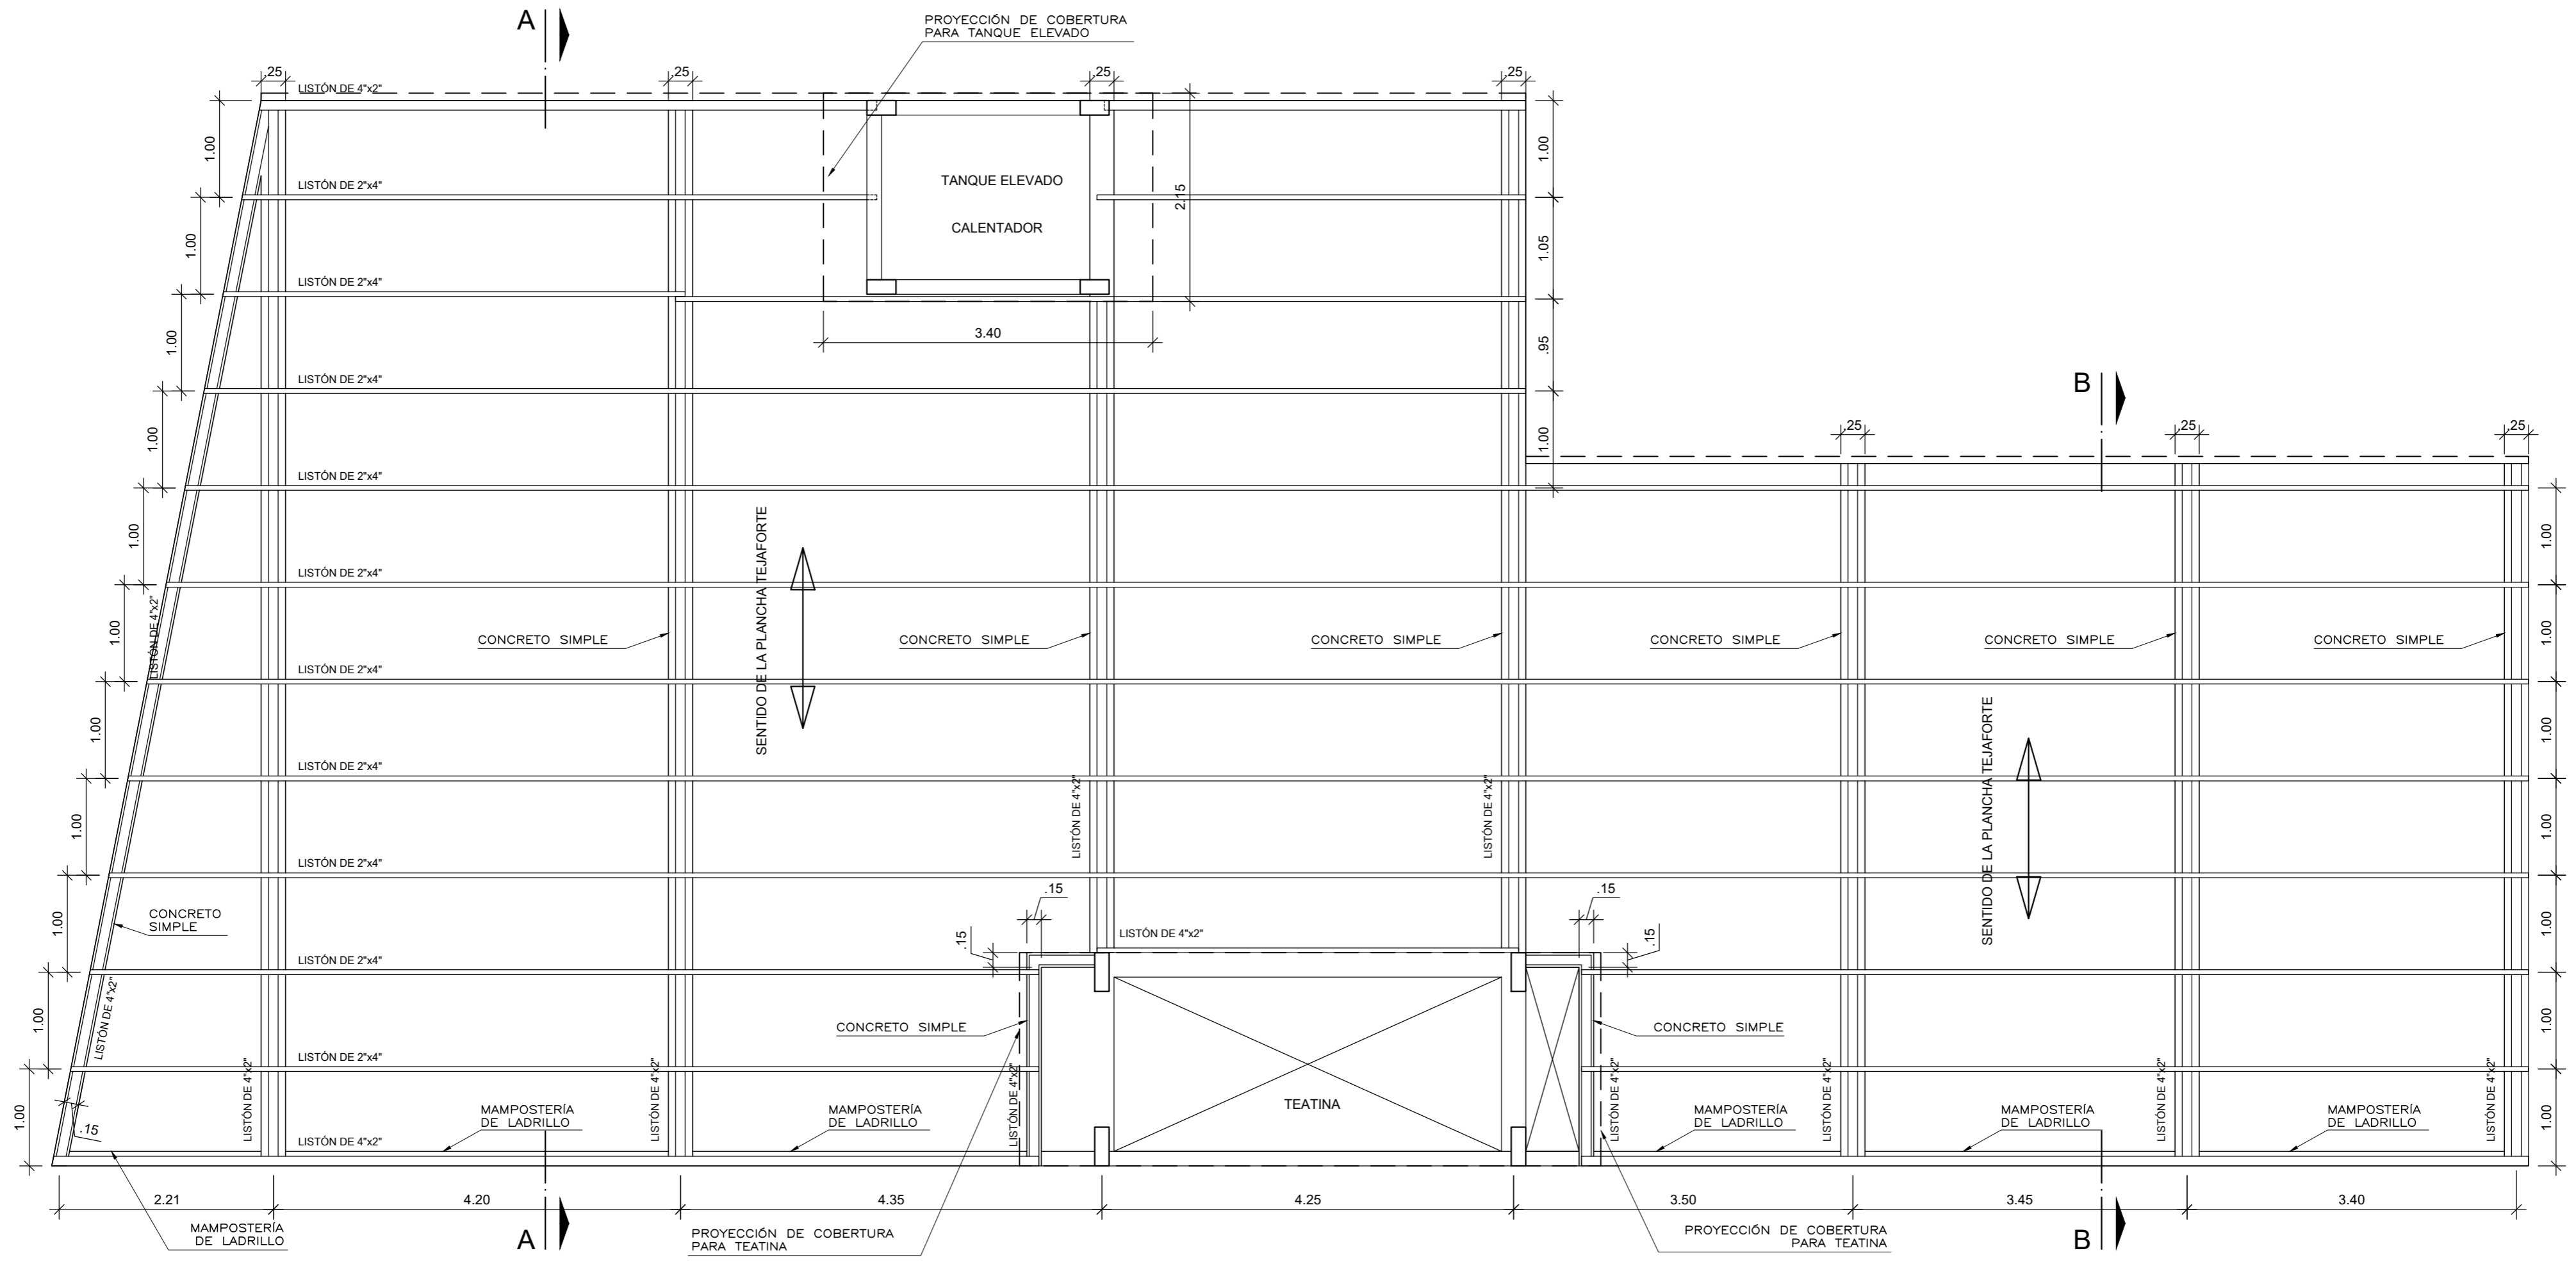 A
PROYECCIÓN DE COBERTURA
PARA TANQUE ELEVADO
.25
.25
.25
.25
LISTÓN DE 4"x2"
1.00
1.00
LISTÓN DE 2"x4"
TANQUE ELEVADO
CALENTADOR
2.15
1.00
1.05
LISTÓN DE 2"x4"
3.40
1.00
.95
LISTÓN DE 2"x4"
B
1.00
1.00
.25
.25
.25
LISTÓN DE 2"x4"
1.00
SENTIDO DE LA PLANCHA TEJAFORTE
1.00
LISTÓN DE 2"x4"
LISTÓN DE 4"x2"
1.00
CONCRETO SIMPLE
CONCRETO SIMPLE
CONCRETO SIMPLE
CONCRETO SIMPLE
CONCRETO SIMPLE
CONCRETO SIMPLE
1.00
LISTÓN DE 2"x4"
1.00
SENTIDO DE LA PLANCHA TEJAFORTE
1.00
LISTÓN DE 2"x4"
LISTÓN DE 4"x2"
LISTÓN DE 4"x2"
1.00
1.00
LISTÓN DE 2"x4"
.15
.15
CONCRETO
SIMPLE
1.00
LISTÓN DE 4"x2"
.15
.15
1.00
LISTÓN DE 2"x4"
LISTÓN DE 4"x2"
1.00
CONCRETO SIMPLE
CONCRETO SIMPLE
1.00
LISTÓN DE 2"x4"
LISTÓN DE 4"x2"
LISTÓN DE 4"x2"
LISTÓN DE 4"x2"
LISTÓN DE 4"x2"
LISTÓN DE 4"x2"
LISTÓN DE 4"x2"
LISTÓN DE 4"x2"
1.00
.15
MAMPOSTERÍA
DE LADRILLO
MAMPOSTERÍA
DE LADRILLO
TEATINA
MAMPOSTERÍA
DE LADRILLO
MAMPOSTERÍA
DE LADRILLO
MAMPOSTERÍA
DE LADRILLO
1.00
LISTÓN DE 4"x2"
2.21
4.20
4.35
4.25
3.50
3.45
3.40
MAMPOSTERÍA
DE LADRILLO
A
PROYECCIÓN DE COBERTURA
PARA TEATINA
PROYECCIÓN DE COBERTURA
PARA TEATINA
B